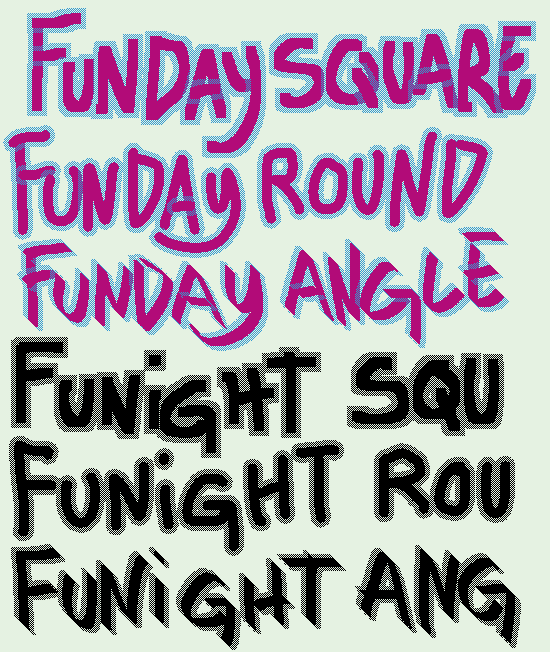 FUNDAy SQUARE
FUNDAy ROUND
FUNDAy ANGLE
FUNiGHT SQU
FUNiGHT ROU
FUNiGHT ANG